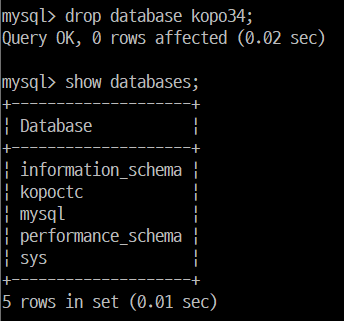 mysql> drop database kopo34;
Query OK, 0 rows affected (0.02 sec)
mysql> show databases;
+--------------------+
¦ Database           ¦
+--------------------+
¦ information_schema ¦
¦ kopoctc            ¦
¦ mysql              ¦
¦ performance_schema ¦
¦ sys                ¦
+--------------------+
5 rows in set (0.01 sec)